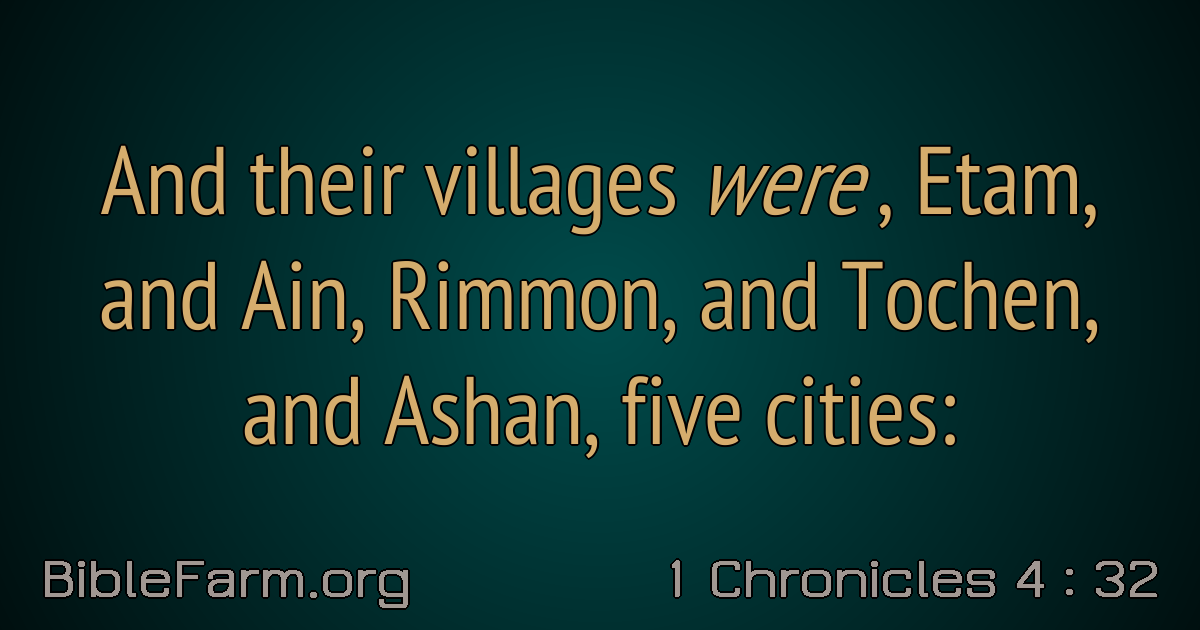 And their villages were , Etam,
and Ain, Rimmon, and Tochen,
and Ashan, five cities:
BibleFarm.org
1 Chronicles 4 : 32